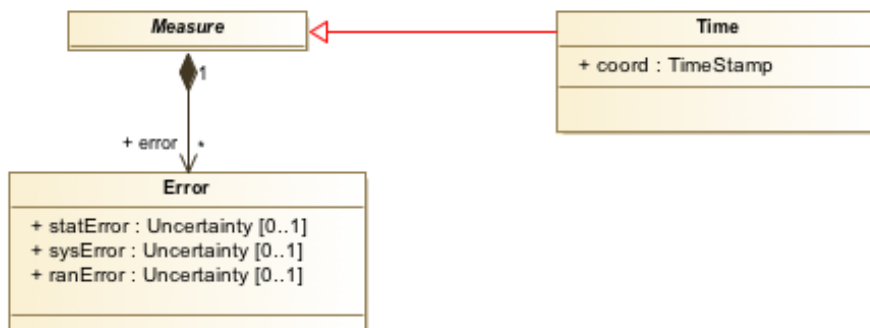 Measure
Time
+ coord : TimeStamp
1
+ error
*
Error
+ statError : Uncertainty [0..1]
+ sysError : Uncertainty [0..1]
+ ranError : Uncertainty [0..1]